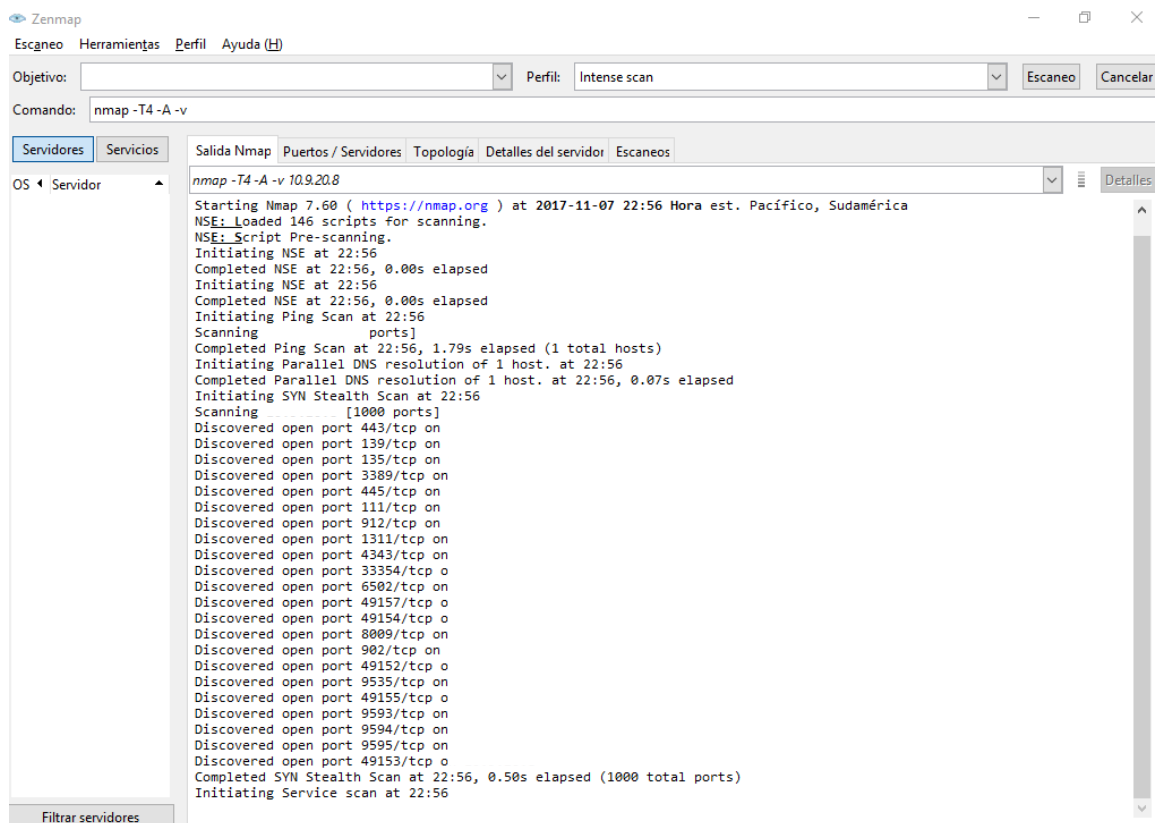 Zenmap
Escaneo Herramientas Perfil Ayuda (H)
Objetivo: Perfil: Intense scan Escaneo Cancelar
Comando: nmap -T4 -A -v
Servidores Servicios Salida Nmap Puertos / Servidores Topología Detalles del servidor Escaneos
OS Servidor nmap -T4 -A -v 10.9.20.8 Detalles
Starting Nmap 7.60 ( https://nmap.org ) at 2017-11-07 22:56 Hora est. Pacífico, Sudamérica
NSE: Loaded 146 scripts for scanning.
NSE: Script Pre-scanning.
Initiating NSE at 22:56
Completed NSE at 22:56, 0.00s elapsed
Initiating NSE at 22:56
Completed NSE at 22:56, 0.00s elapsed
Initiating Ping Scan at 22:56
Scanning ports]
Completed Ping Scan at 22:56, 1.79s elapsed (1 total hosts)
Initiating Parallel DNS resolution of 1 host. at 22:56
Completed Parallel DNS resolution of 1 host. at 22:56, 0.07s elapsed
Initiating SYN Stealth Scan at 22:56
Scanning [1000 ports]
Discovered open port 443/tcp on
Discovered open port 139/tcp on
Discovered open port 135/tcp on
Discovered open port 3389/tcp on
Discovered open port 445/tcp on
Discovered open port 111/tcp on
Discovered open port 912/tcp on
Discovered open port 1311/tcp on
Discovered open port 4343/tcp on
Discovered open port 33354/tcp o
Discovered open port 6502/tcp on
Discovered open port 49157/tcp o
Discovered open port 49154/tcp o
Discovered open port 8009/tcp on
Discovered open port 902/tcp on
Discovered open port 49152/tcp o
Discovered open port 9535/tcp on
Discovered open port 49155/tcp o
Discovered open port 9593/tcp on
Discovered open port 9594/tcp on
Discovered open port 9595/tcp on
Discovered open port 49153/tcp o
Completed SYN Stealth Scan at 22:56, 0.50s elapsed (1000 total ports)
Initiating Service scan at 22:56
Filtrar servidores